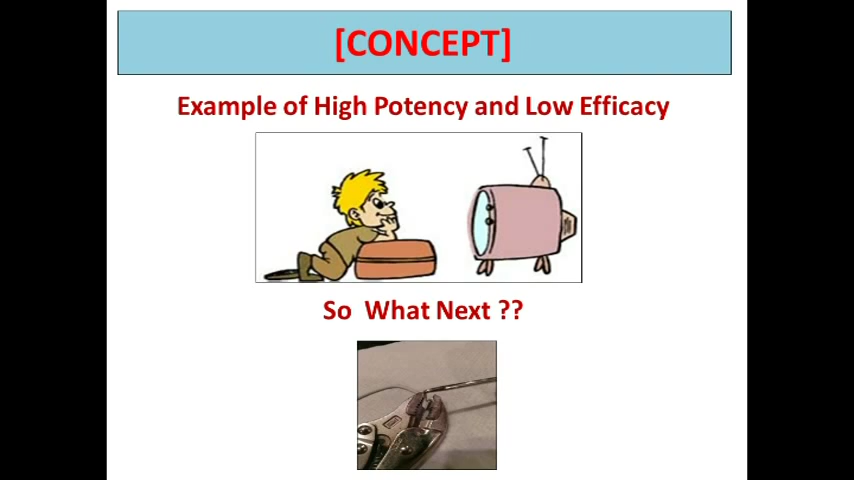 [CONCEPT]
Example of High Potency and Low Efficacy
So What Next ??